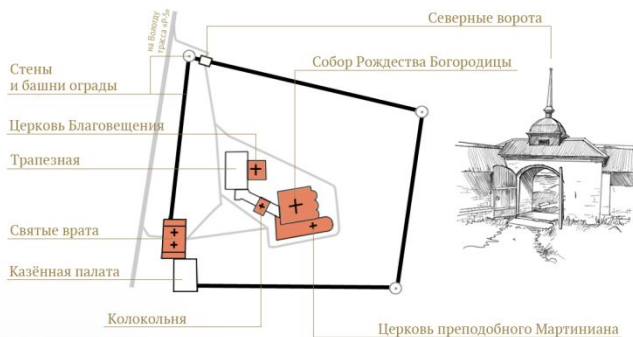 Северные ворота
на Вологду
трасса «Р-5»
Стены
и башни ограды
Собор Рождества Богородицы
Церковь Благовещения
Трапезная
Святые врата
Казённая палата
Колокольня
Церковь преподобного Мартиниана